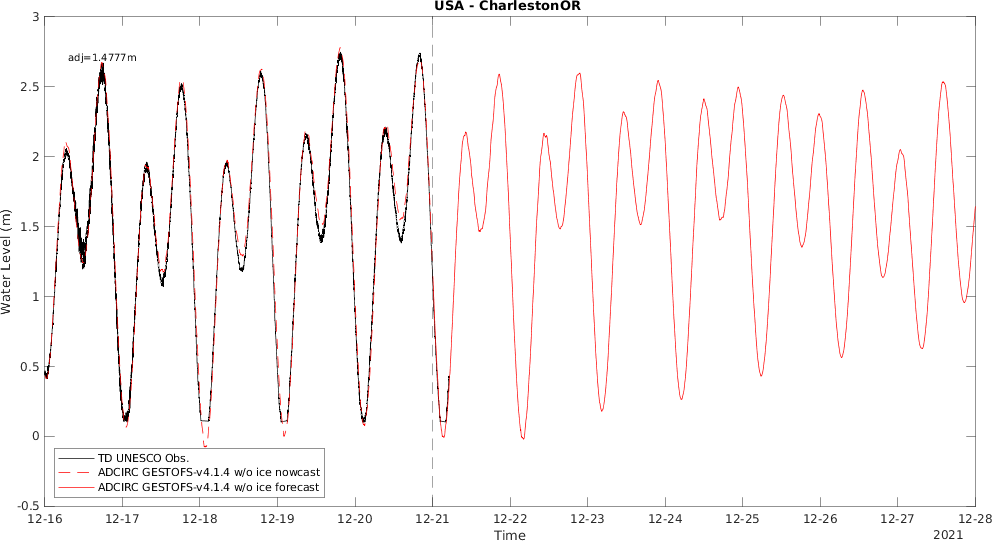 USA - CharlestonOR
adj=1.4777m
Water Level (m)
3
2.5
2
1.5
1
0.5
0
-0.5
TD UNESCO Obs.
ADCIRC GESTOFS-v4.1.4 w/o ice nowcast
ADCIRC GESTOFS-v4.1.4 w/o ice forecast
12-16 12-17 12-18 12-19 12-20 12-21 12-22 12-23 12-24 12-25 12-26 12-27 12-28
Time
2021